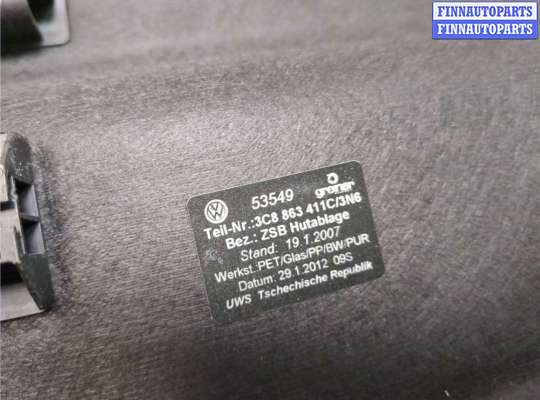 FINNAUTOPARTS
FINNAUTOPARTS
53549 greiner
Teil-Nr.:3C8 863 411C/3N6
Bez.: ZSB Hutablage
Stand: 19.1.2007
Werkst.:PET/Glas/PP/BW/PUR
Datum: 29.1.2012 09S
UWS Tschechische Republik